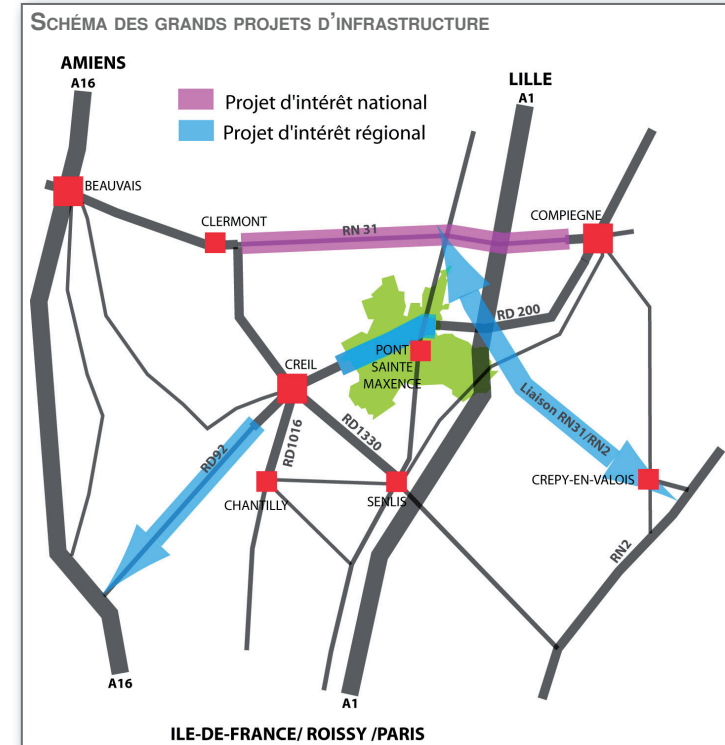 SCHÉMA DES GRANDS PROJETS D'INFRASTRUCTURE
AMIENS
A16
LILLE
A1
Projet d'intérêt national
Projet d'intérêt régional
BEAUVAIS
CLERMONT
RN 31
COMPIEGNE
RD 200
PONT
SAINTE
MAXENCE
CREIL
Liaison RN31/RN2
RD92
RD1016
RD1330
CHANTILLY
SENLIS
CREPY-EN-VALOIS
RN2
A16
A1
ILE-DE-FRANCE/ ROISSY /PARIS